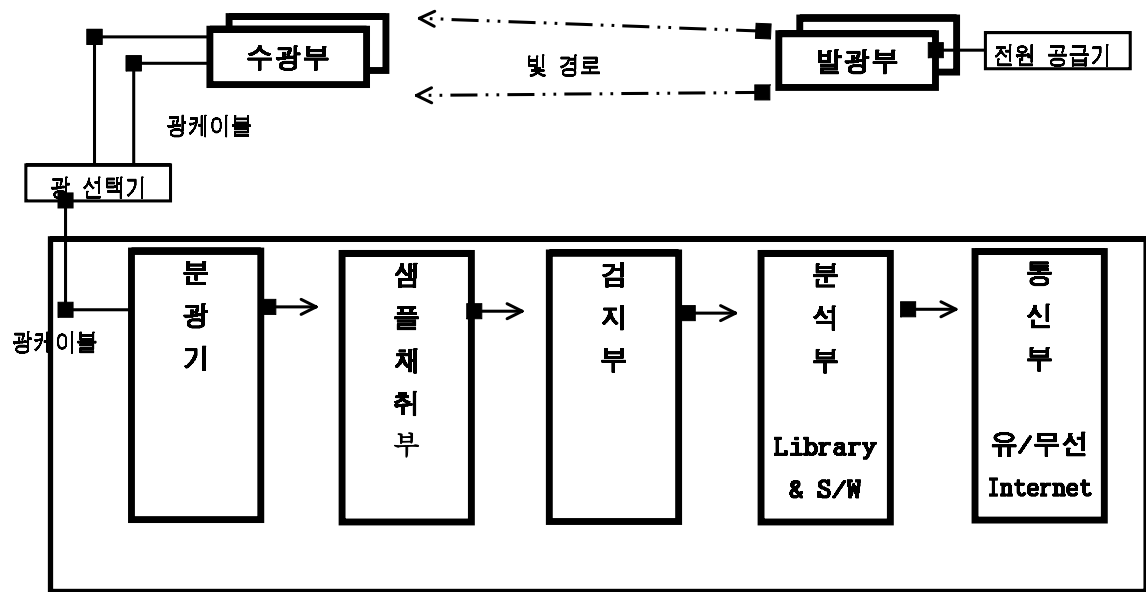 수광부
빛 경로
발광부
전원 공급기
광케이블
광 선택기
광케이블
분
광
기
샘
플
채
취
부
검
지
부
분
석
부
Library
& S/W
통
신
부
유/무선
Internet